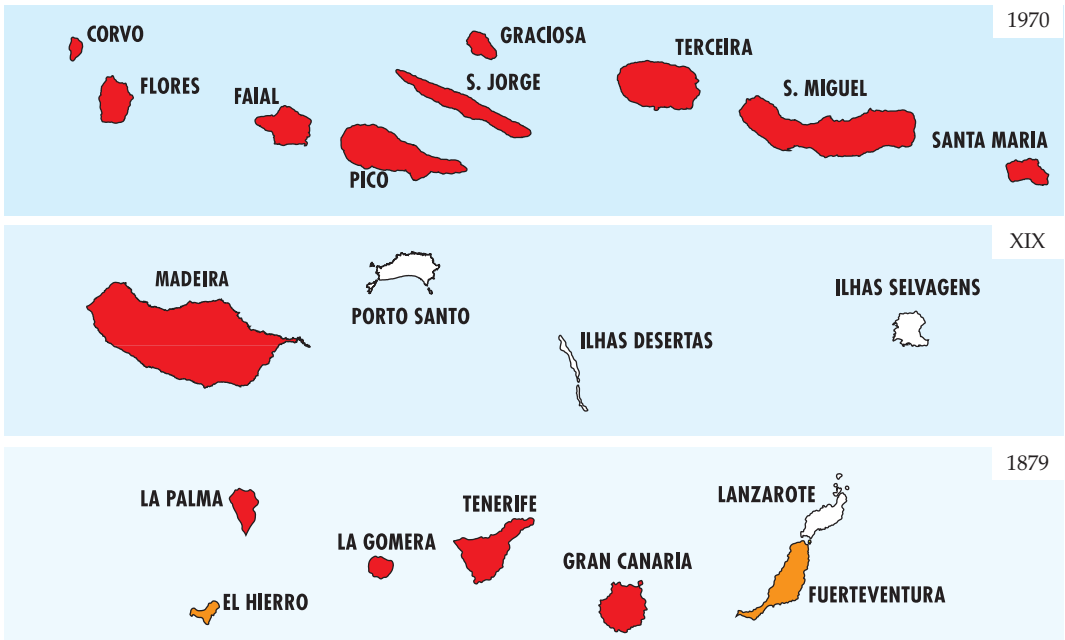 1970
CORVO
FLORES
FAIAL
PICO
GRACIOSA
S. JORGE
TERCEIRA
S. MIGUEL
SANTA MARIA
XIX
MADEIRA
PORTO SANTO
ILHAS DESERTAS
ILHAS SELVAGENS
1879
LA PALMA
EL HIERRO
LA GOMERA
TENERIFE
GRAN CANARIA
LANZAROTE
FUERTEVENTURA